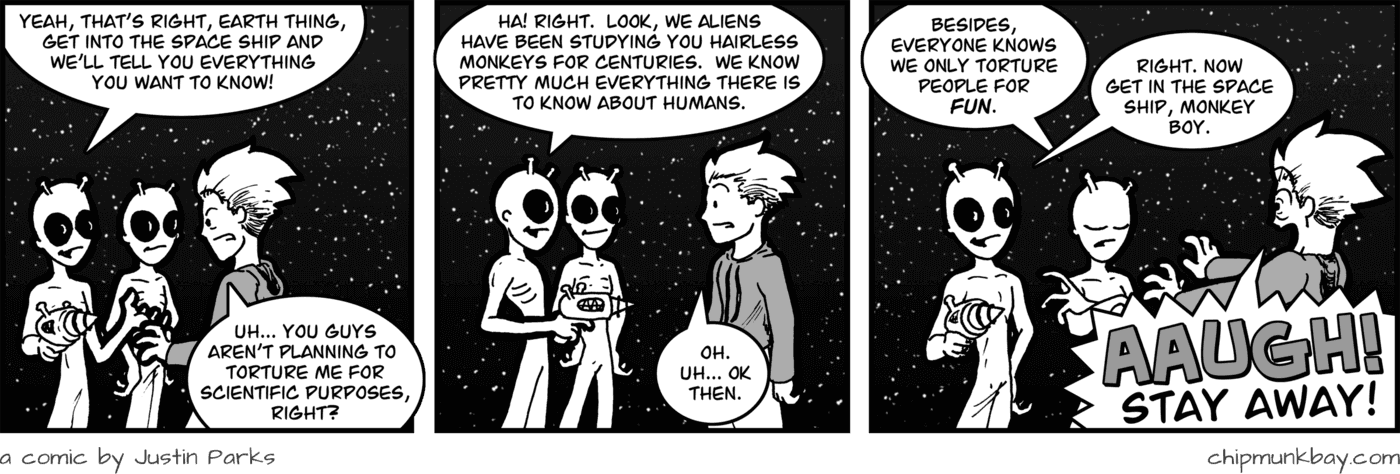 YEAH, THAT'S RIGHT, EARTH THING,
GET INTO THE SPACE SHIP AND
WE'LL TELL YOU EVERYTHING
YOU WANT TO KNOW!
UH... YOU GUYS
AREN'T PLANNING TO
TORTURE ME FOR
SCIENTIFIC PURPOSES,
RIGHT?
HA! RIGHT. LOOK, WE ALIENS
HAVE BEEN STUDYING YOU HAIRLESS
MONKEYS FOR CENTURIES. WE KNOW
PRETTY MUCH EVERYTHING THERE IS
TO KNOW ABOUT HUMANS.
OH.
UH... OK
THEN.
BESIDES,
EVERYONE KNOWS
WE ONLY TORTURE
PEOPLE FOR
FUN.
RIGHT. NOW
GET IN THE SPACE
SHIP, MONKEY
BOY.
AAUGH!
STAY AWAY!
a comic by Justin Parks
chipmunkbay.com